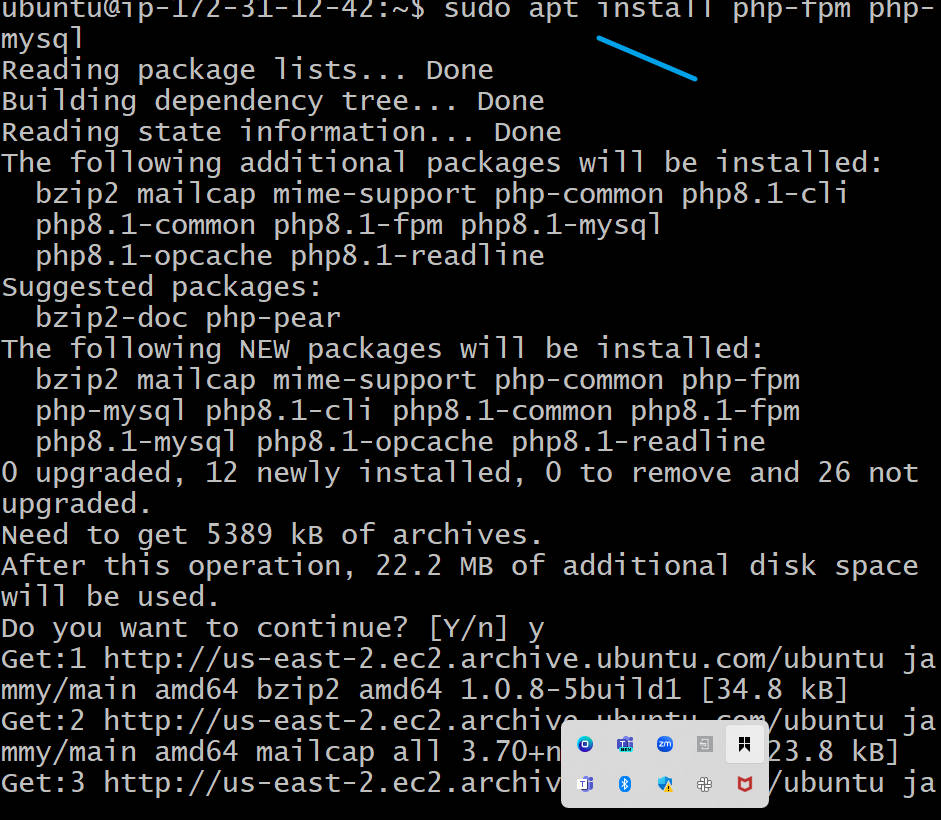 ubuntu@ip-172-31-12-42:~$ sudo apt install php-fpm php-
mysql
Reading package lists... Done
Building dependency tree... Done
Reading state information... Done
The following additional packages will be installed:
  bzip2 mailcap mime-support php-common php8.1-cli
  php8.1-common php8.1-fpm php8.1-mysql
  php8.1-opcache php8.1-readline
Suggested packages:
  bzip2-doc php-pear
The following NEW packages will be installed:
  bzip2 mailcap mime-support php-common php-fpm
  php-mysql php8.1-cli php8.1-common php8.1-fpm
  php8.1-mysql php8.1-opcache php8.1-readline
0 upgraded, 12 newly installed, 0 to remove and 26 not
upgraded.
Need to get 5389 kB of archives.
After this operation, 22.2 MB of additional disk space
will be used.
Do you want to continue? [Y/n] y
Get:1 http://us-east-2.ec2.archive.ubuntu.com/ubuntu ja
mmy/main amd64 bzip2 amd64 1.0.8-5build1 [34.8 kB]
Get:2 http://us-east-2.ec2.archive.ubuntu.com/ubuntu ja
mmy/main amd64 mailcap all 3.70+n 23.8 kB]
Get:3 http://us-east-2.ec2.archiv /ubuntu ja
zm